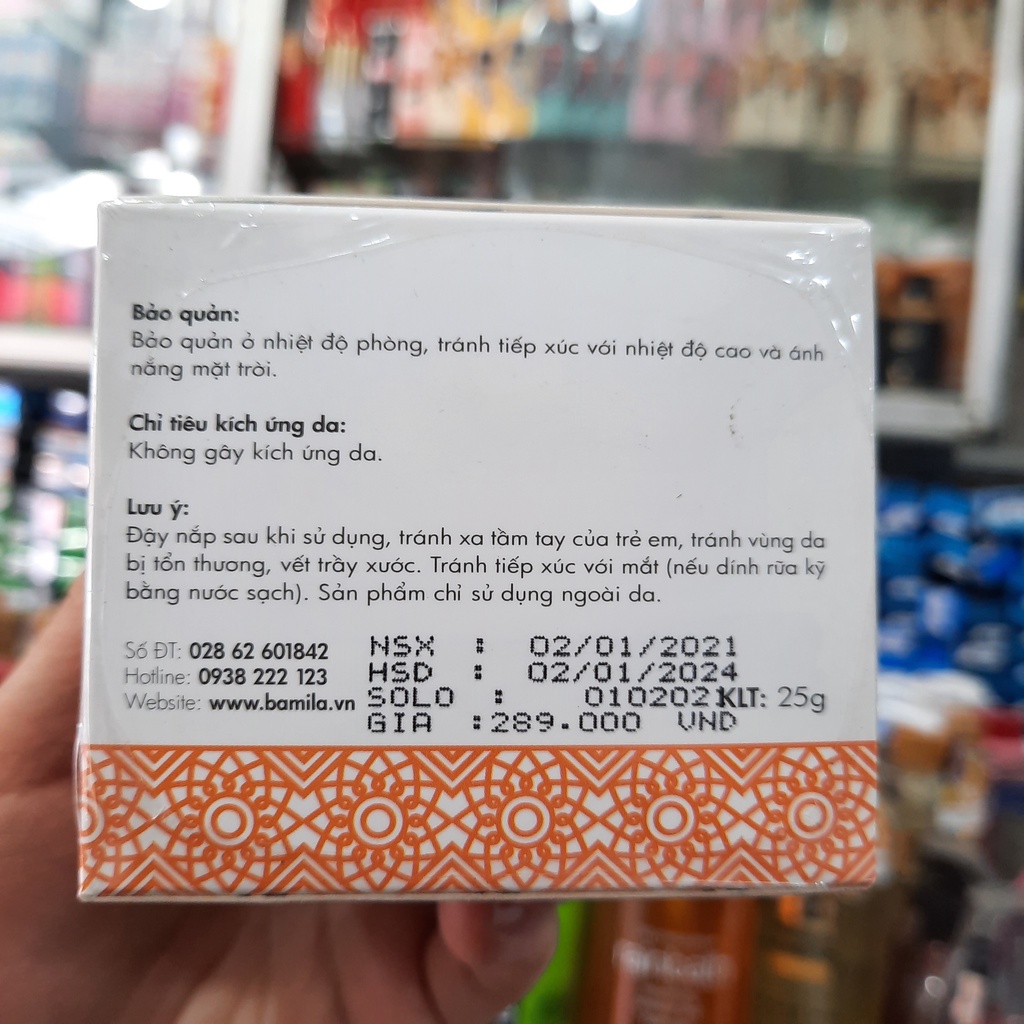 Bảo quản:
Bảo quản ở nhiệt độ phòng, tránh tiếp xúc với nhiệt độ cao và ánh
nắng mặt trời.
Chỉ tiêu kích ứng da:
Không gây kích ứng da.
Lưu ý:
Đậy nắp sau khi sử dụng, tránh xa tầm tay của trẻ em, tránh vùng da
bị tổn thương, vết trầy xước. Tránh tiếp xúc với mắt (nếu dính rữa kỹ
bằng nước sạch). Sản phẩm chỉ sử dụng ngoài da.
Số ĐT: 028 62 601842
Hotline: 0938 222 123
Website: www.bamila.vn
NSX : 02/01/2021
HSD : 02/01/2024
SOLO : 0102021
GIA :289.000 VND
KLT: 25g